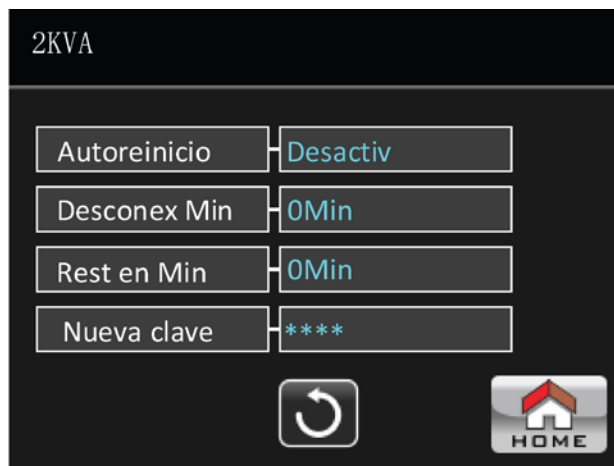 2KVA
Autoreinicio Desactiv
Desconex Min 0Min
Rest en Min 0Min
Nueva clave ****
HOME